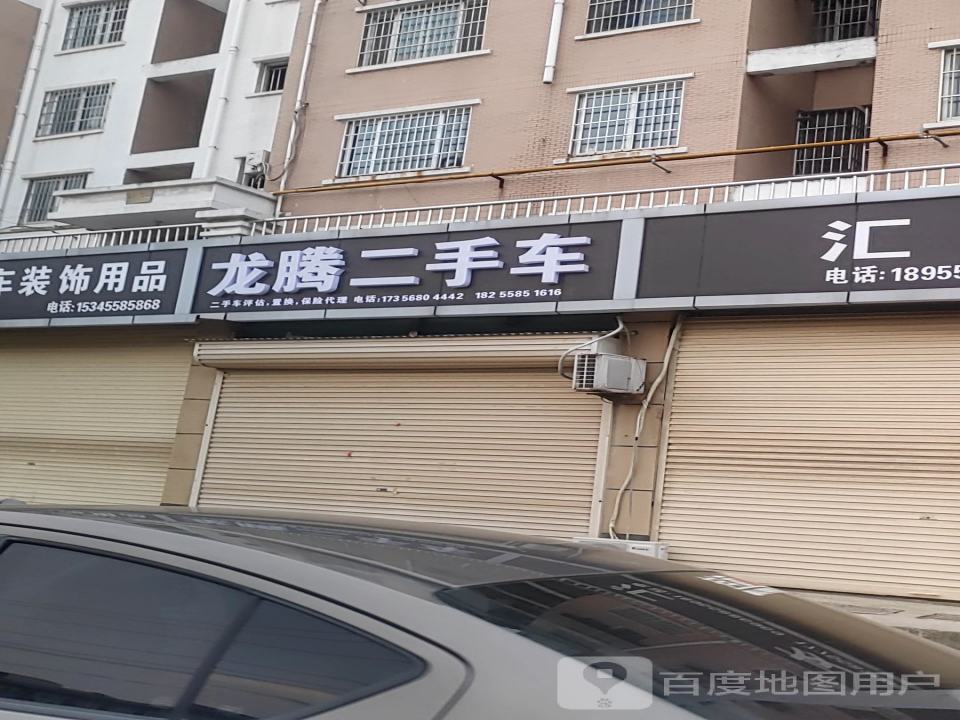 车装饰用品
电话:15345585868
龙腾二手车
二手车评估,置换,保险代理 电话:173 5680 4442 182 5585 1616
汇
电话:18955
百度地图用户